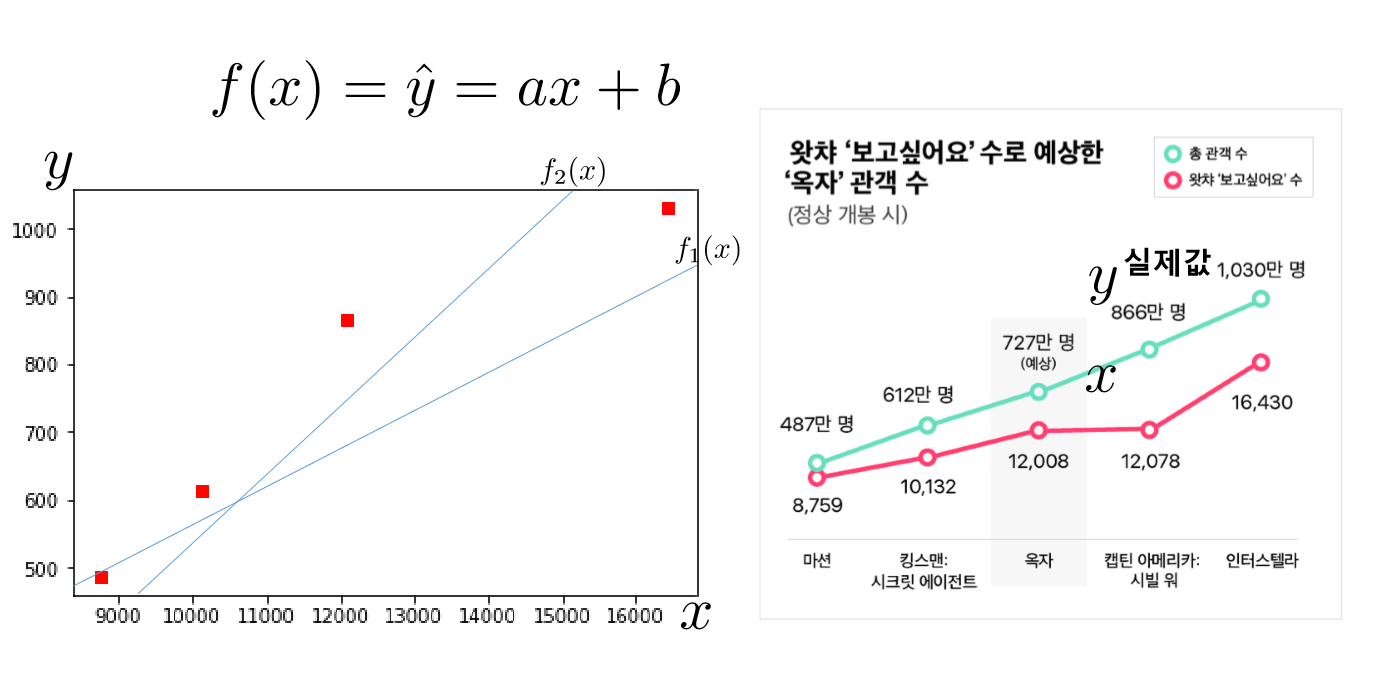 f(x) = ŷ = ax + b
y
f₂(x)
f₁(x)
1000
900
800
700
600
500
9000 10000 11000 12000 13000 14000 15000 16000
x
왓챠 ‘보고싶어요’ 수로 예상한
‘옥자’ 관객 수
(정상 개봉 시)
총 관객 수
왓챠 ‘보고싶어요’ 수
y 실제값
x
487만 명
612만 명
727만 명
(예상)
866만 명
1,030만 명
8,759
10,132
12,008
12,078
16,430
마션
킹스맨:
시크릿 에이전트
옥자
캡틴 아메리카:
시빌 워
인터스텔라